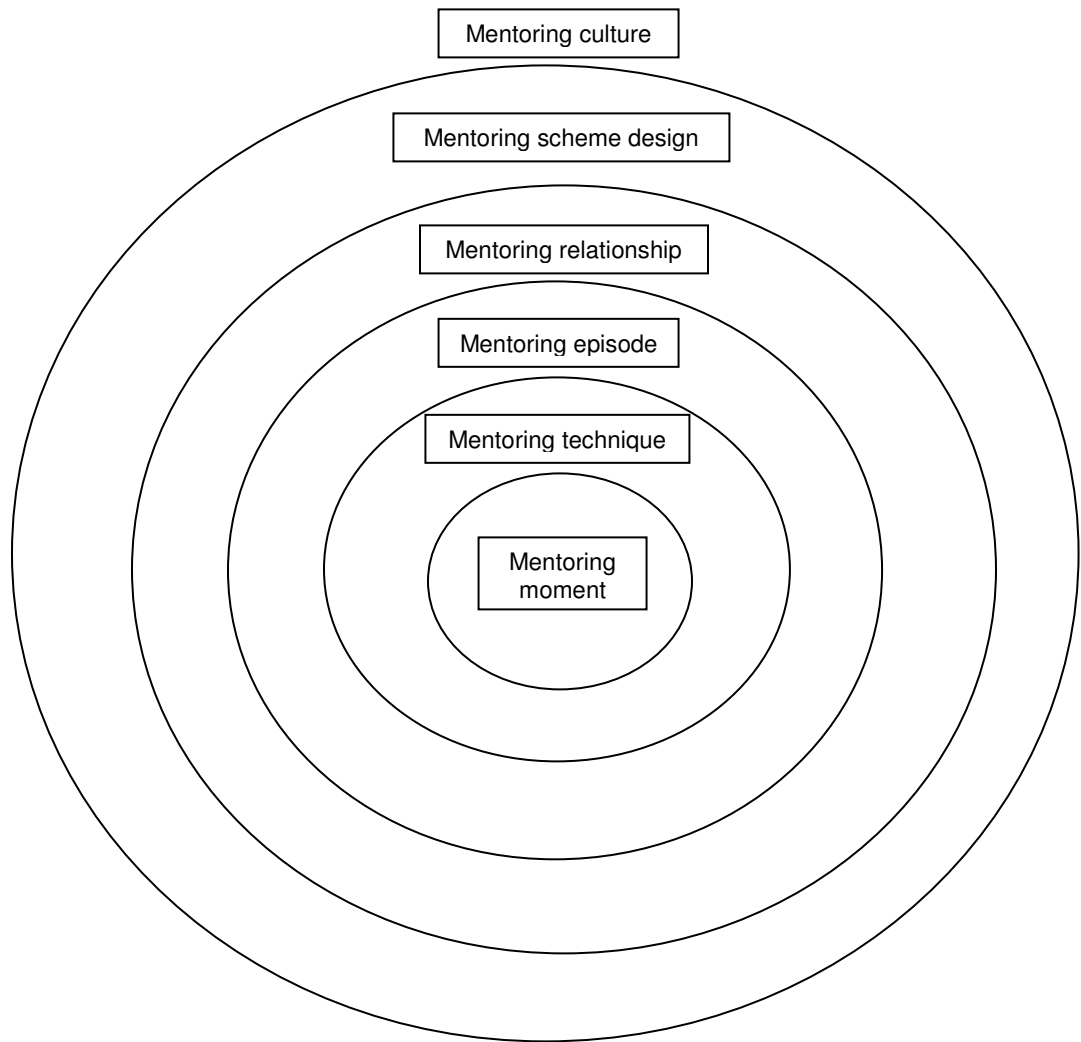 Mentoring culture
Mentoring scheme design
Mentoring relationship
Mentoring episode
Mentoring technique
Mentoring
moment